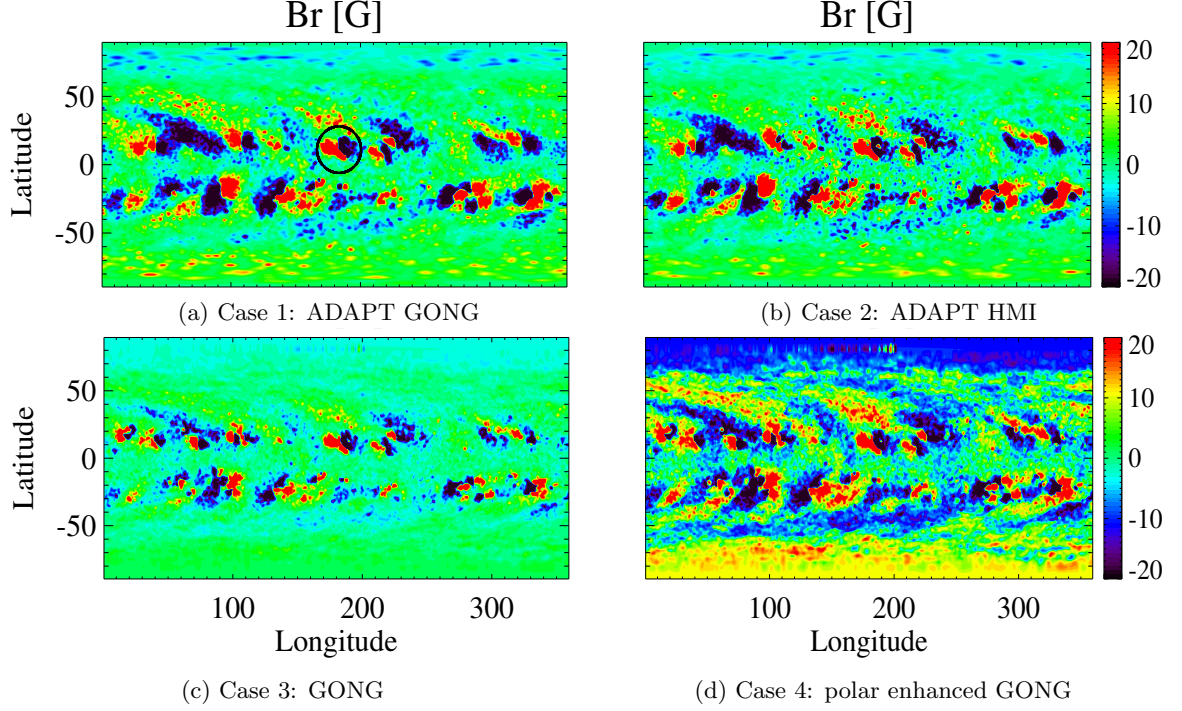 Br [G]
Br [G]
Latitude
50
0
-50
20
10
0
-10
-20
(a) Case 1: ADAPT GONG
(b) Case 2: ADAPT HMI
Latitude
50
0
-50
100
200
300
Longitude
100
200
300
Longitude
20
10
0
-10
-20
(c) Case 3: GONG
(d) Case 4: polar enhanced GONG